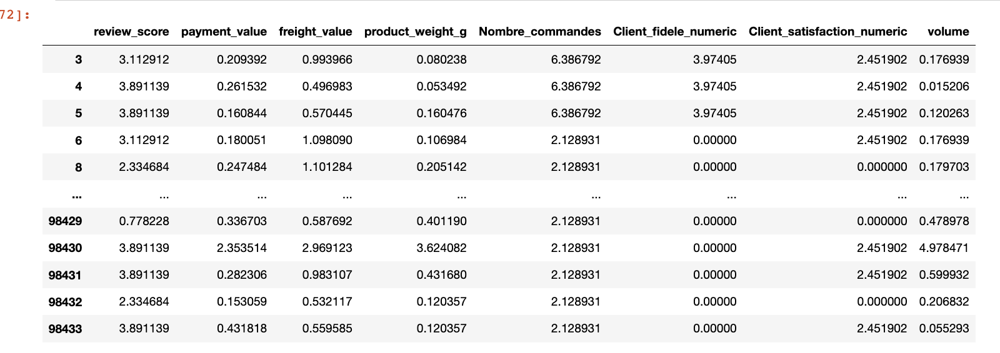 72]:
review_score payment_value freight_value product_weight_g Nombre_commandes Client_fidele_numeric Client_satisfaction_numeric volume
3 3.112912 0.209392 0.993966 0.080238 6.386792 3.97405 2.451902 0.176939
4 3.891139 0.261532 0.496983 0.053492 6.386792 3.97405 2.451902 0.015206
5 3.891139 0.160844 0.570445 0.160476 6.386792 3.97405 2.451902 0.120263
6 3.112912 0.180051 1.098090 0.106984 2.128931 0.00000 2.451902 0.176939
8 2.334684 0.247484 1.101284 0.205142 2.128931 0.00000 0.000000 0.179703
... ... ... ... ... ... ... ... ...
98429 0.778228 0.336703 0.587692 0.401190 2.128931 0.00000 0.000000 0.478978
98430 3.891139 2.353514 2.969123 3.624082 2.128931 0.00000 2.451902 4.978471
98431 3.891139 0.282306 0.983107 0.431680 2.128931 0.00000 2.451902 0.599932
98432 2.334684 0.153059 0.532117 0.120357 2.128931 0.00000 0.000000 0.206832
98433 3.891139 0.431818 0.559585 0.120357 2.128931 0.00000 2.451902 0.055293